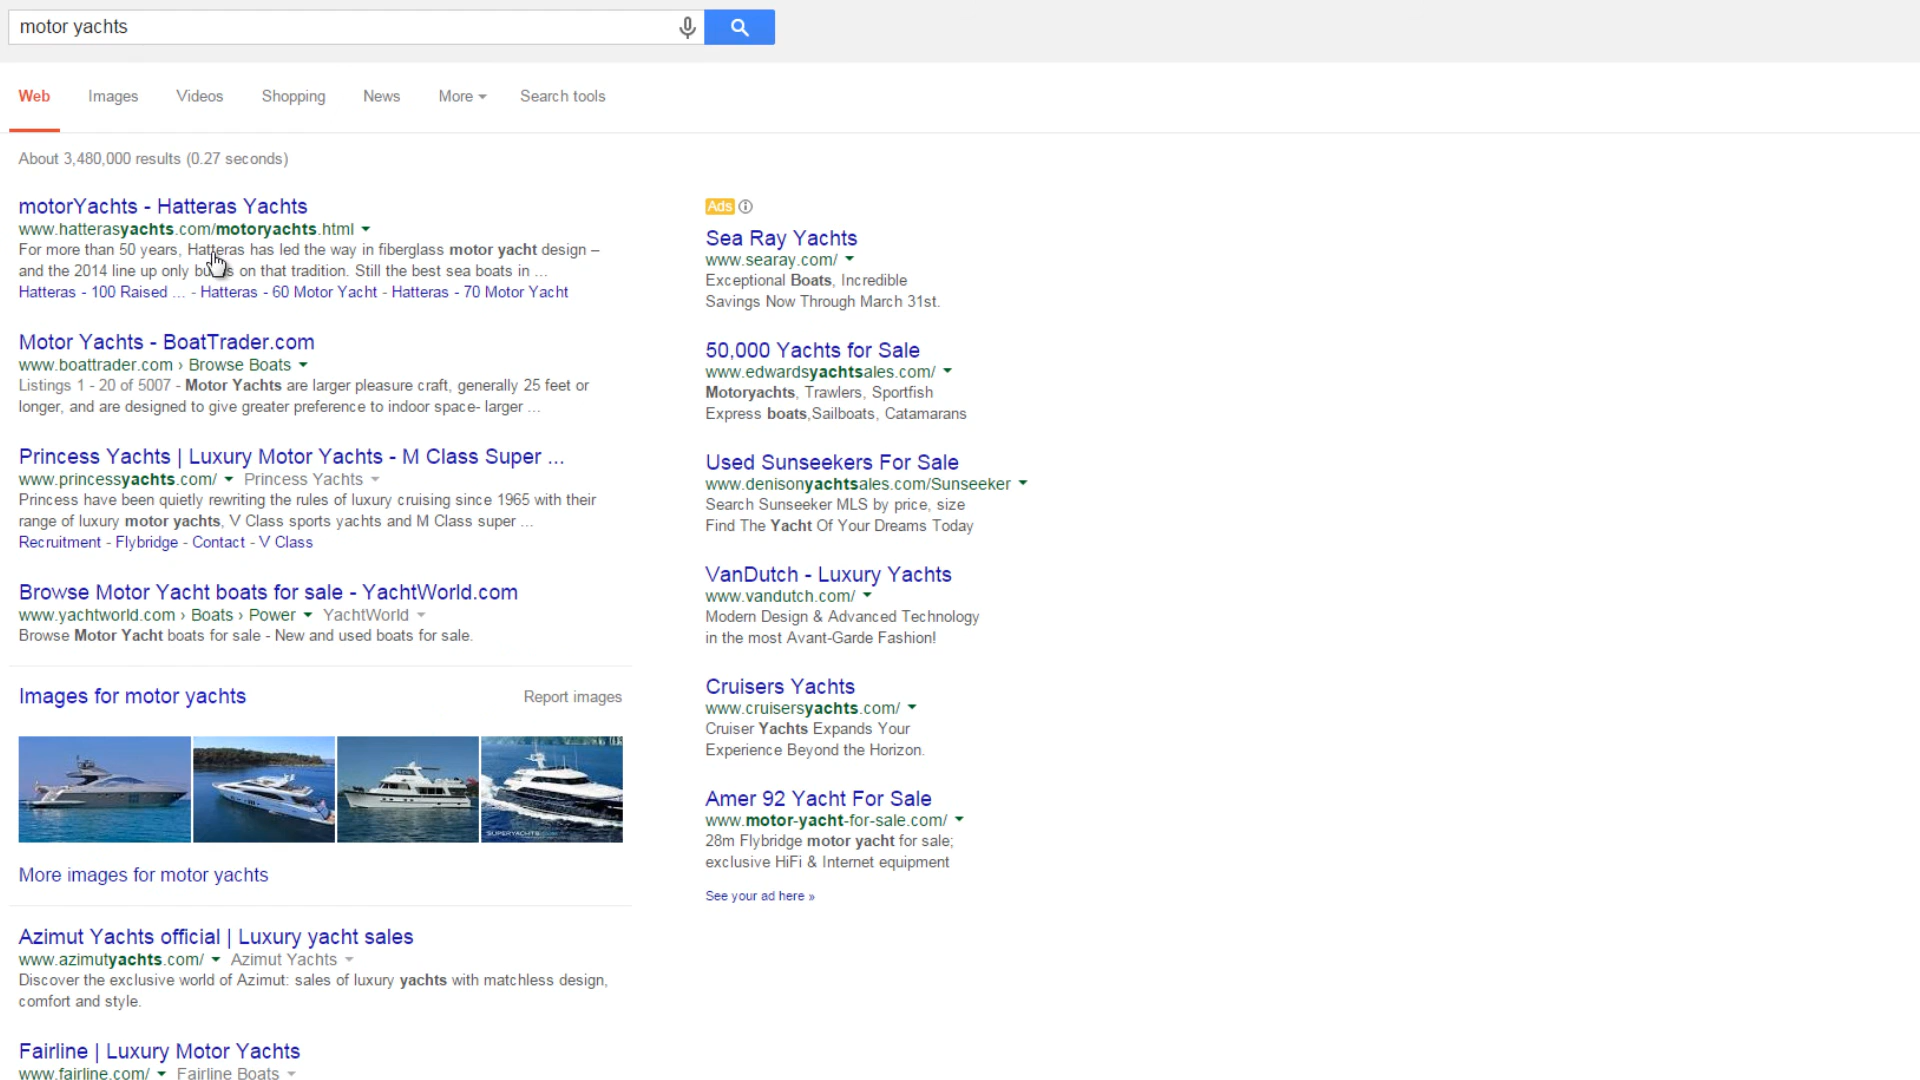 motor yachts
Web Images Videos Shopping News More Search tools
About 3,480,000 results (0.27 seconds)
motorYachts - Hatteras Yachts
www.hatterasyachts.com/motoryachts.html
For more than 50 years, Hatteras has led the way in fiberglass motor yacht design –
and the 2014 line up only builds on that tradition. Still the best sea boats in ...
Hatteras - 100 Raised ... - Hatteras - 60 Motor Yacht - Hatteras - 70 Motor Yacht
Motor Yachts - BoatTrader.com
www.boattrader.com › Browse Boats
Listings 1 - 20 of 5007 - Motor Yachts are larger pleasure craft, generally 25 feet or
longer, and are designed to give greater preference to indoor space- larger ...
Princess Yachts | Luxury Motor Yachts - M Class Super ...
www.princessyachts.com/ Princess Yachts
Princess have been quietly rewriting the rules of luxury cruising since 1965 with their
range of luxury motor yachts, V Class sports yachts and M Class super ...
Recruitment - Flybridge - Contact - V Class
Browse Motor Yacht boats for sale - YachtWorld.com
www.yachtworld.com › Boats › Power YachtWorld
Browse Motor Yacht boats for sale - New and used boats for sale.
Images for motor yachts Report images
SUPERYACHTS
More images for motor yachts
Azimut Yachts official | Luxury yacht sales
www.azimutyachts.com/ Azimut Yachts
Discover the exclusive world of Azimut: sales of luxury yachts with matchless design,
comfort and style.
Fairline | Luxury Motor Yachts
www.fairline.com/ Fairline Boats
Ads
Sea Ray Yachts
www.searay.com/
Exceptional Boats, Incredible
Savings Now Through March 31st.
50,000 Yachts for Sale
www.edwardsyachtsales.com/
Motoryachts, Trawlers, Sportfish
Express boats,Sailboats, Catamarans
Used Sunseekers For Sale
www.denisonyachtsales.com/Sunseeker
Search Sunseeker MLS by price, size
Find The Yacht Of Your Dreams Today
VanDutch - Luxury Yachts
www.vandutch.com/
Modern Design & Advanced Technology
in the most Avant-Garde Fashion!
Cruisers Yachts
www.cruisersyachts.com/
Cruiser Yachts Expands Your
Experience Beyond the Horizon.
Amer 92 Yacht For Sale
www.motor-yacht-for-sale.com/
28m Flybridge motor yacht for sale;
exclusive HiFi & Internet equipment
See your ad here »